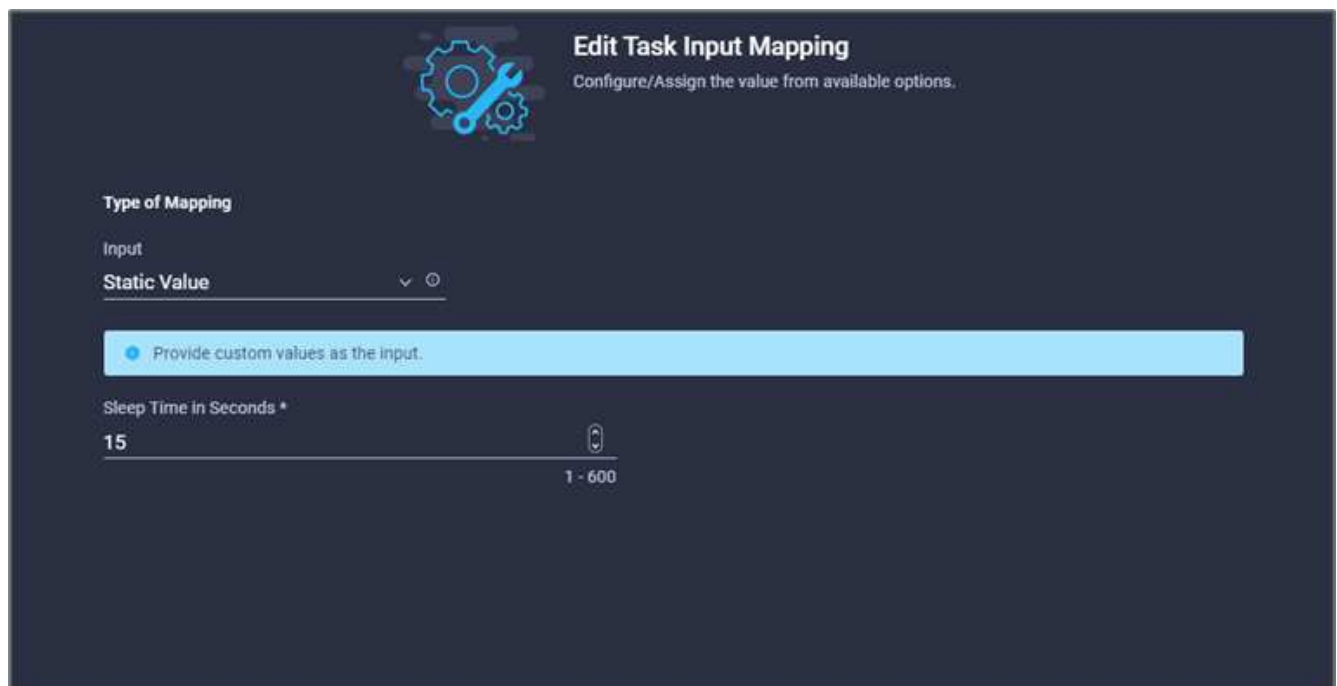 Edit Task Input Mapping
Configure/Assign the value from available options.
Type of Mapping
Input
Static Value
Provide custom values as the input.
Sleep Time in Seconds *
15
1 - 600